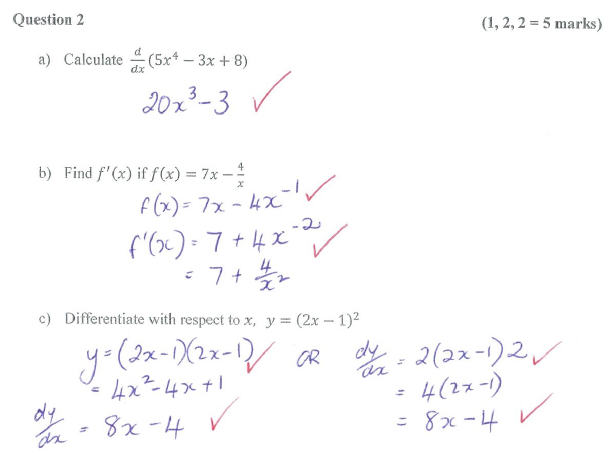 Question 2 (1, 2, 2 = 5 marks)
a) Calculate d/dx (5x⁴ − 3x + 8)
20x³ − 3 ✓
b) Find f'(x) if f(x) = 7x − 4/x
f(x) = 7x − 4x⁻¹ ✓
f'(x) = 7 + 4x⁻² ✓
= 7 + 4/x²
c) Differentiate with respect to x, y = (2x − 1)²
y = (2x−1)(2x−1) ✓ OR dy/dx = 2(2x−1)2 ✓
= 4x² − 4x + 1 = 4(2x−1)
dy/dx = 8x − 4 ✓ = 8x − 4 ✓